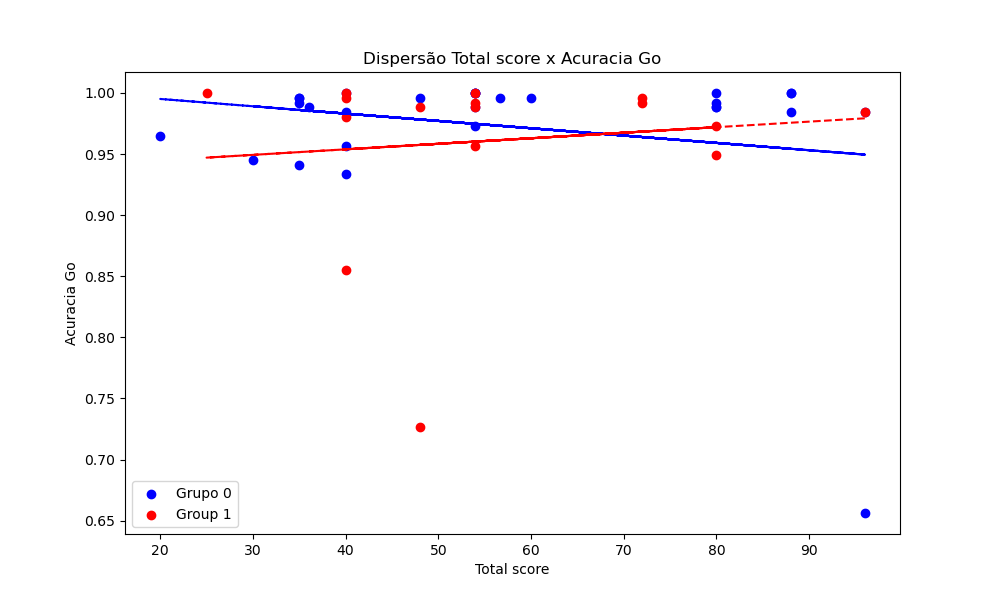 Dispersão Total score x Acuracia Go
1.00
0.95
0.90
0.85
0.80
0.75
0.70
0.65
Acuracia Go
Grupo 0
Group 1
20 30 40 50 60 70 80 90
Total score